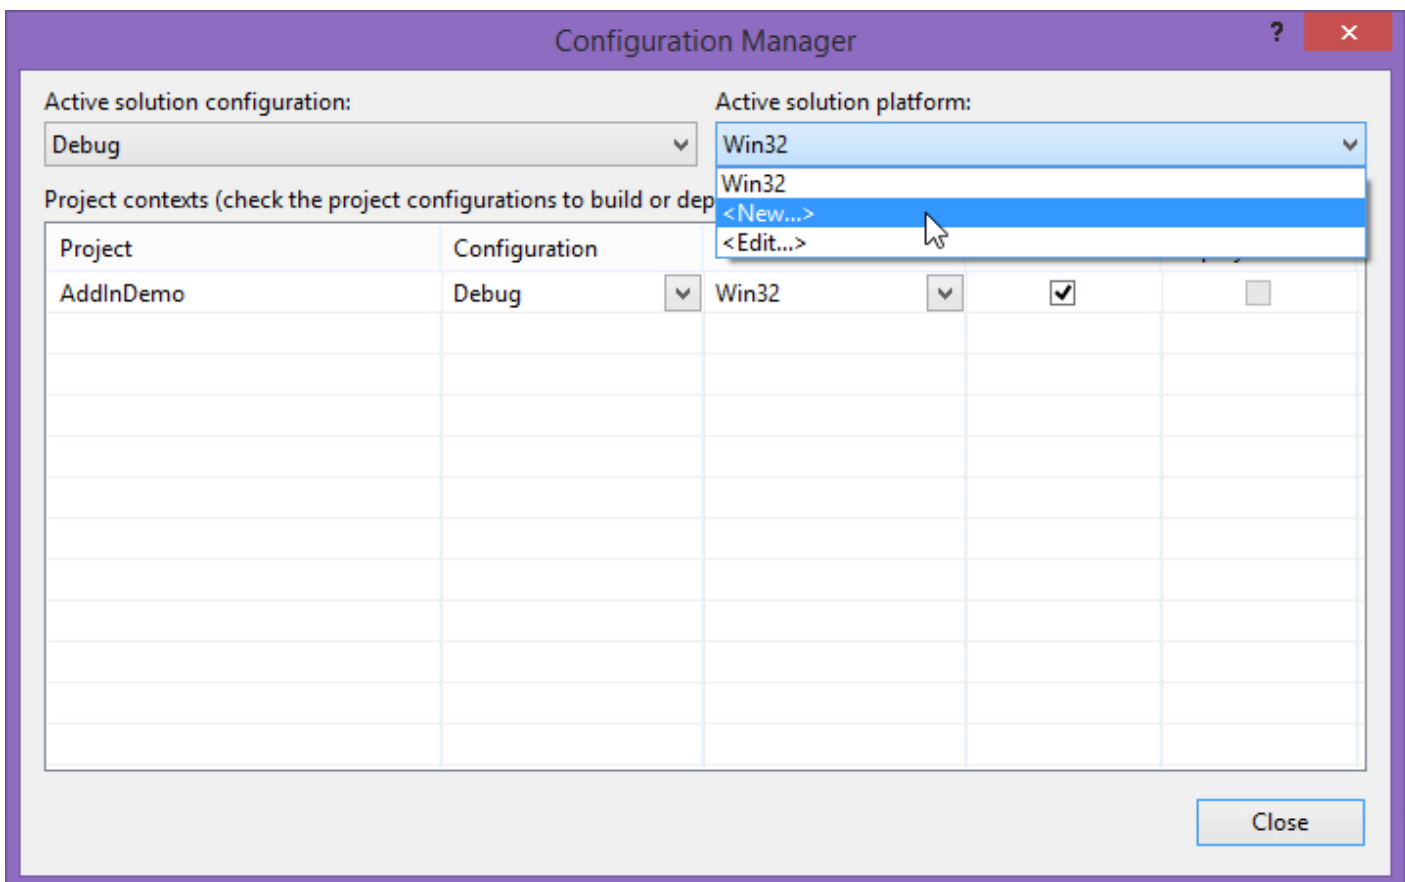 Configuration Manager
?
Active solution configuration: Active solution platform:
Debug Win32
Win32
Project contexts (check the project configurations to build or dep
<New...>
<Edit...>
Project Configuration
AddInDemo Debug Win32
Close